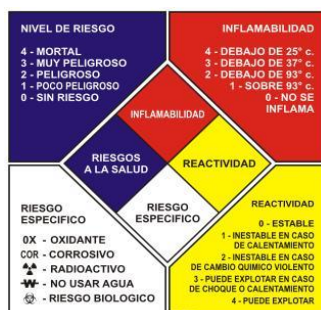 NIVEL DE RIESGO
4 - MORTAL
3 - MUY PELIGROSO
2 - PELIGROSO
1 - POCO PELIGROSO
0 - SIN RIESGO
INFLAMABILIDAD
4 - DEBAJO DE 25° c.
3 - DEBAJO DE 37° c.
2 - DEBAJO DE 93° c.
1 - SOBRE 93° c.
0 - NO SE
INFLAMA
INFLAMABILIDAD
RIESGOS
A LA SALUD
REACTIVIDAD
RIESGO
ESPECIFICO
RIESGO
ESPECIFICO
OX - OXIDANTE
COR - CORROSIVO
- RADIOACTIVO
W - NO USAR AGUA
- RIESGO BIOLOGICO
REACTIVIDAD
0 - ESTABLE
1 - INESTABLE EN CASO
DE CALENTAMIENTO
2 - INESTABLE EN CASO
DE CAMBIO QUIMICO VIOLENTO
3 - PUEDE EXPLOTAR EN CASO
DE CHOQUE O CALENTAMIENTO
4 - PUEDE EXPLOTAR